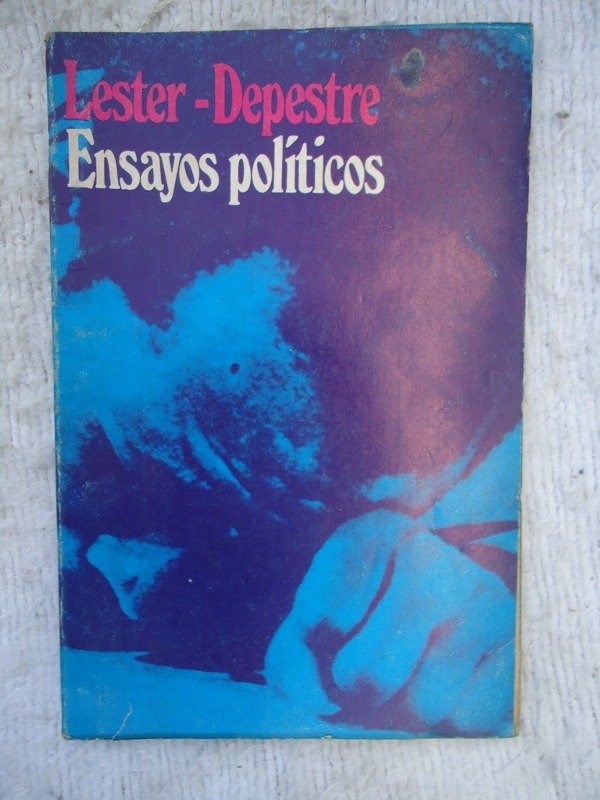 Lester - Depestre
Ensayos políticos